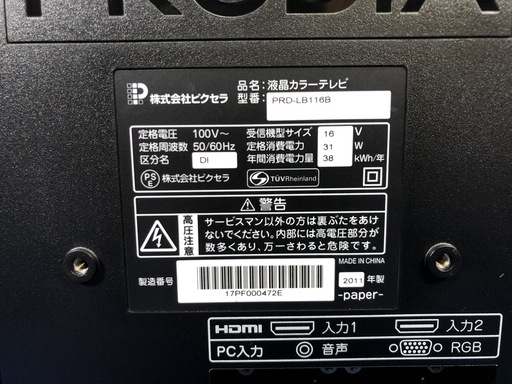 PRODIA
株式会社ピクセラ
品名：液晶カラーテレビ
型番： PRD-LB116B
定格電圧 100V～ 受信機型サイズ 16 V
定格周波数 50/60Hz 定格消費電力 31 W
区分名 DI 年間消費電力量 38 kWh/年
PS E 株式会社ピクセラ TÜVRheinland
警告
高圧注意
サービスマン以外の方は裏ぶたをあけ
ないでください。内部には高電圧部分が
数多くあり、万一さわると危険です。
MADE IN CHINA
製造番号 17PF000472E 2011 年製
-paper-
HDMI 入力1 入力2
PC入力 音声 RGB